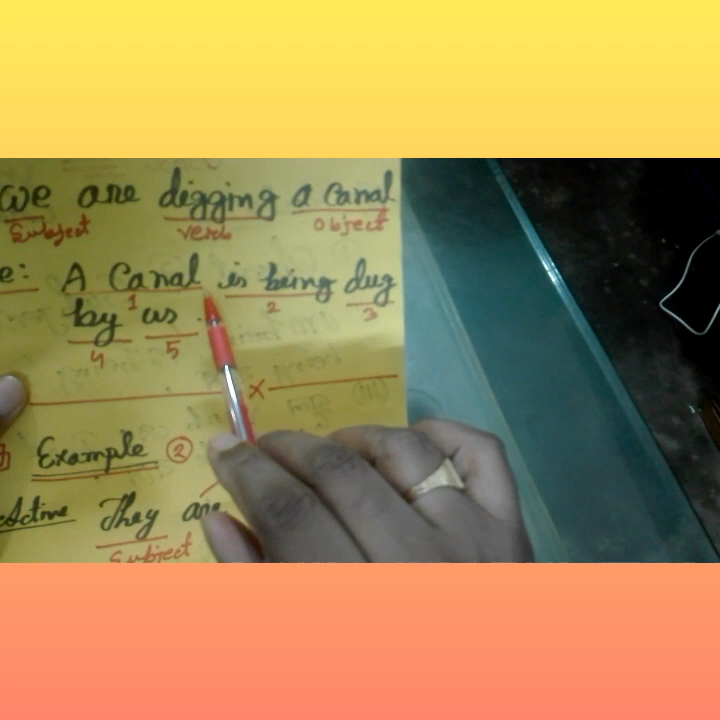 we are digging a Canal
Subject verb Object
e: A Canal is being dug
1 2 3
by us.
4 5
x
Example 2
Active They are
Subject